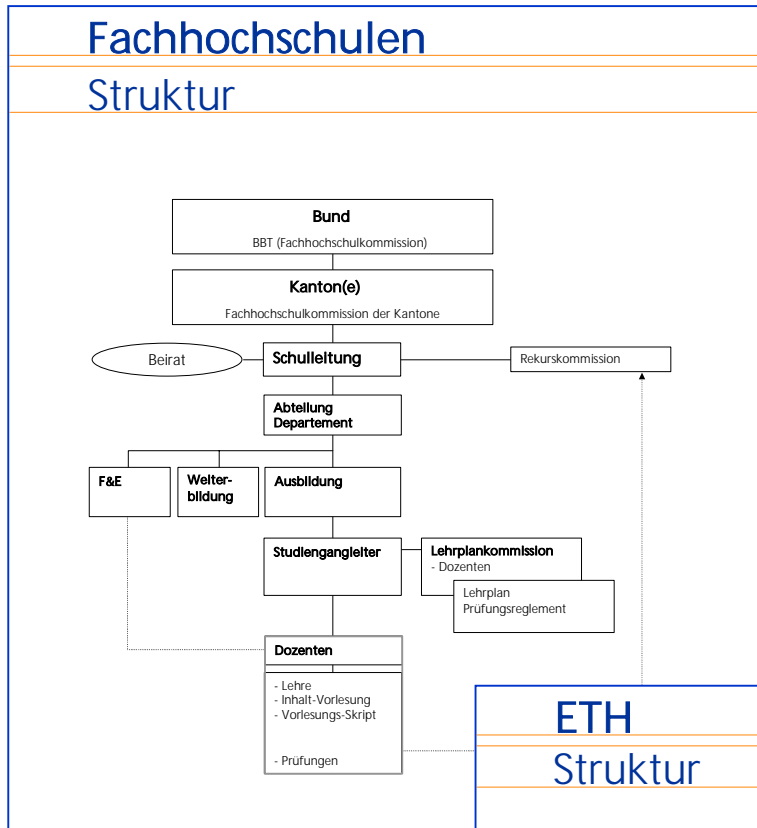 Fachhochschulen
Struktur
Bund
BBT (Fachhochschulkommission)
Kanton(e)
Fachhochschulkommission der Kantone
Beirat
Schulleitung
Rekurskommission
Abteilung
Departement
F&E
Weiter-
bildung
Ausbildung
Studiengangleiter
Lehrplankommission
- Dozenten
Lehrplan
Prüfungsreglement
Dozenten
- Lehre
- Inhalt-Vorlesung
- Vorlesungs-Skript
- Prüfungen
ETH
Struktur